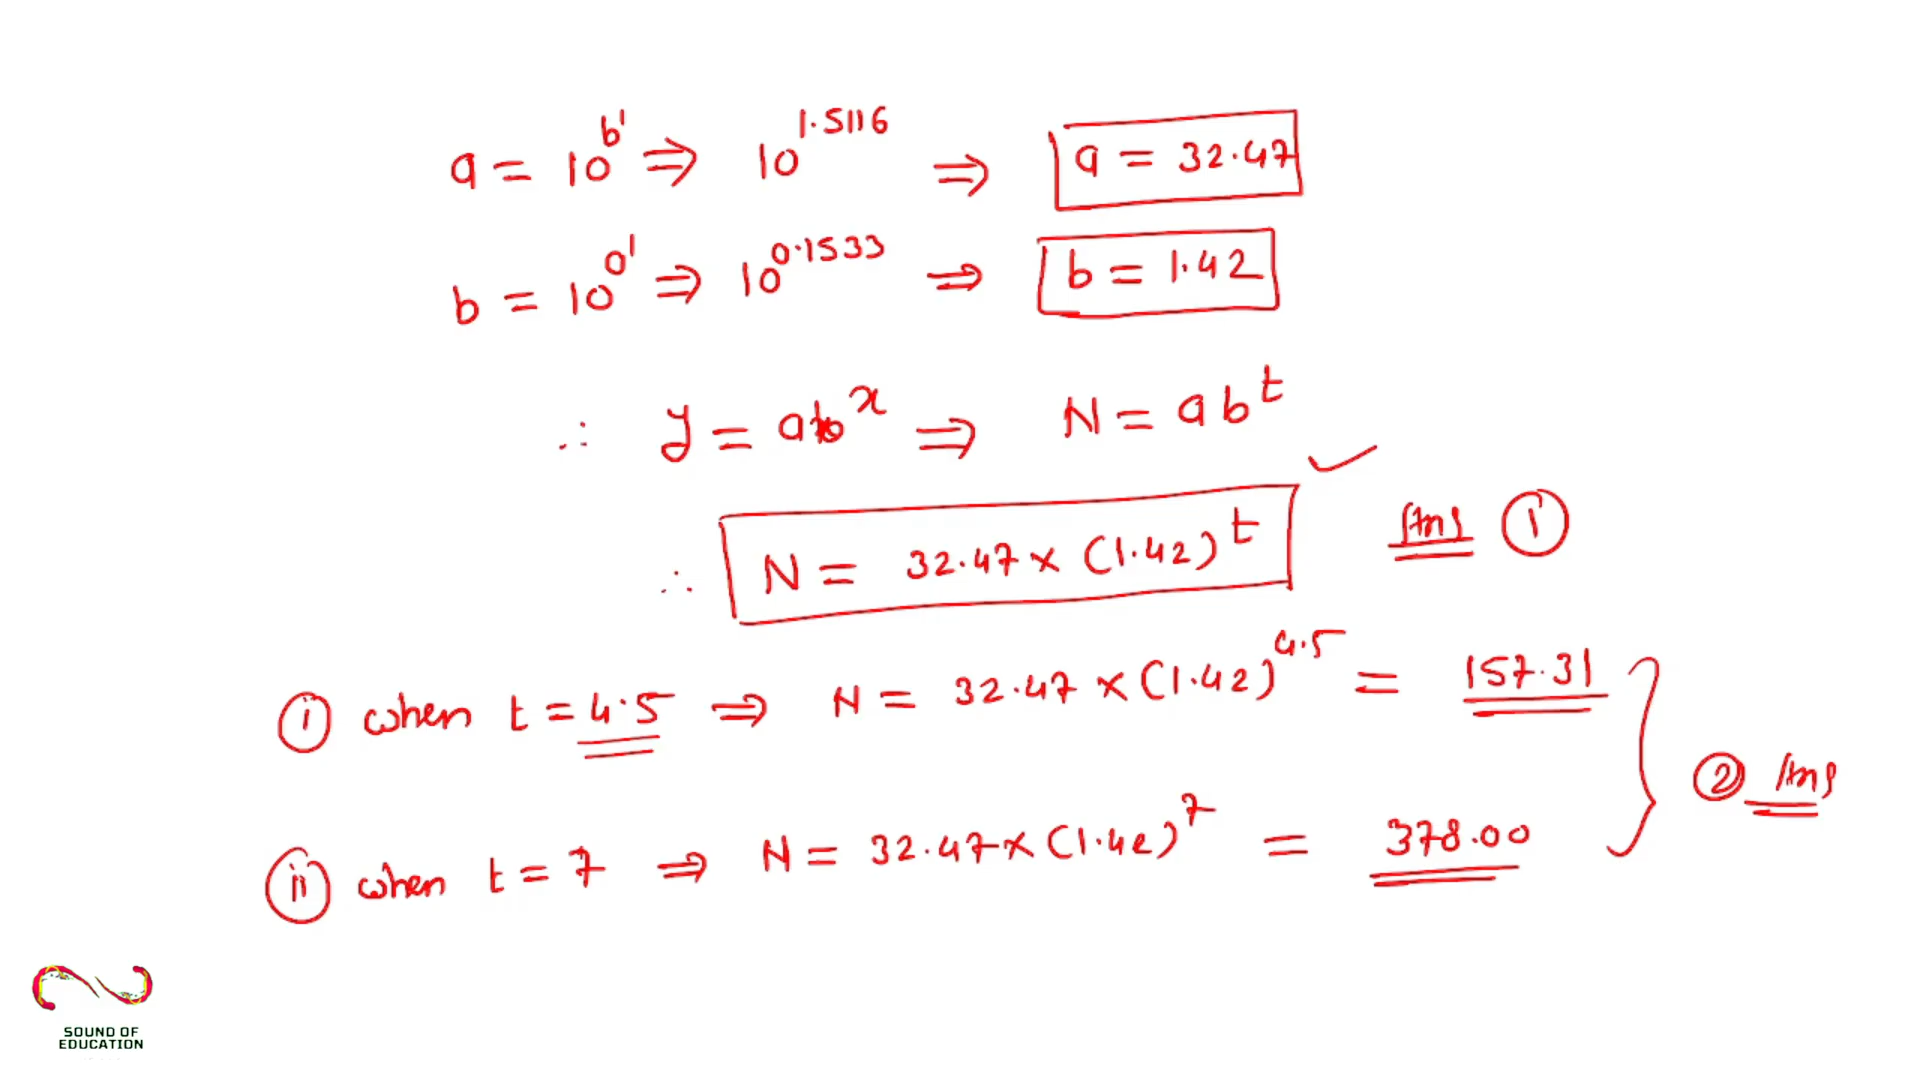 a = 10^b' ⇒ 10^1.5116 ⇒ a = 32.47
b = 10^0' ⇒ 10^0.1533 ⇒ b = 1.42
∴ y = ab^x ⇒ N = ab^t
∴ N = 32.47 × (1.42)^t Ans ①
ⓘ when t = 4.5 ⇒ N = 32.47 × (1.42)^4.5 = 157.31
② Ans
ⓘⓘ when t = 7 ⇒ N = 32.47 × (1.42)^7 = 378.00
SOUND OF
EDUCATION